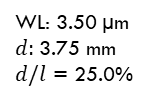 WL: 3.50 μm
d: 3.75 mm
d/l = 25.0%